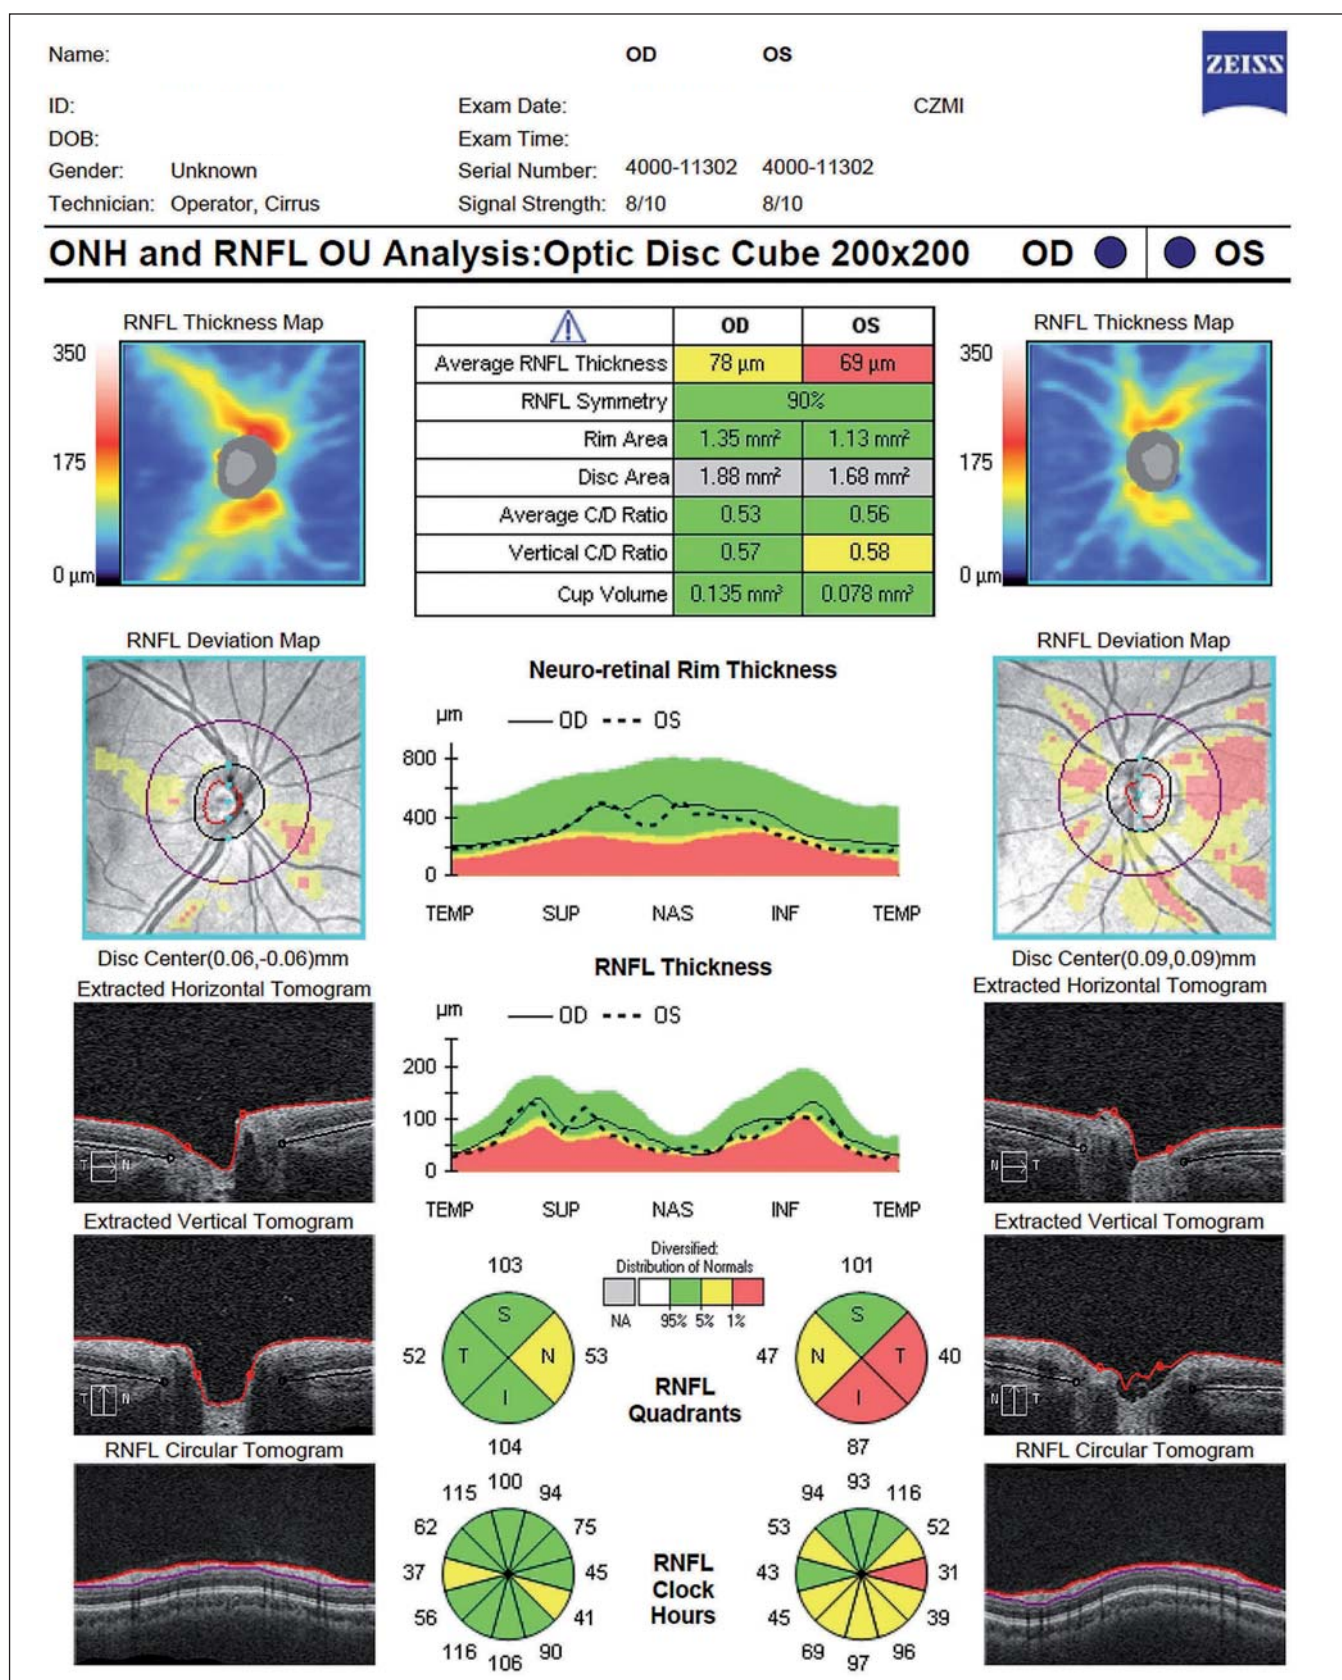 Name: OD OS
ZEISS
ID: Exam Date: CZMI
DOB: Exam Time:
Gender: Unknown Serial Number: 4000-11302 4000-11302
Technician: Operator, Cirrus Signal Strength: 8/10 8/10
ONH and RNFL OU Analysis:Optic Disc Cube 200x200 OD OS
RNFL Thickness Map
350
175
0 µm
OD OS
Average RNFL Thickness 78 µm 69 µm
RNFL Symmetry 90%
Rim Area 1.35 mm² 1.13 mm²
Disc Area 1.88 mm² 1.68 mm²
Average C/D Ratio 0.53 0.56
Vertical C/D Ratio 0.57 0.58
Cup Volume 0.135 mm³ 0.078 mm³
RNFL Thickness Map
350
175
0 µm
RNFL Deviation Map
Disc Center(0.06,-0.06)mm
Neuro-retinal Rim Thickness
µm OD OS
800
400
0
TEMP SUP NAS INF TEMP
RNFL Deviation Map
Disc Center(0.09,0.09)mm
Extracted Horizontal Tomogram
T N
RNFL Thickness
µm OD OS
200
100
0
TEMP SUP NAS INF TEMP
Extracted Horizontal Tomogram
N T
Extracted Vertical Tomogram
T N
Diversified:
Distribution of Normals
NA 95% 5% 1%
103
S
52 T N 53
I
104
RNFL
Quadrants
101
S
47 N T 40
I
87
Extracted Vertical Tomogram
T N
RNFL Circular Tomogram
115 100 94
62 75
37 45
56 41
116 106 90
RNFL
Clock
Hours
94 93 116
53 52
43 31
45 39
69 97 96
RNFL Circular Tomogram